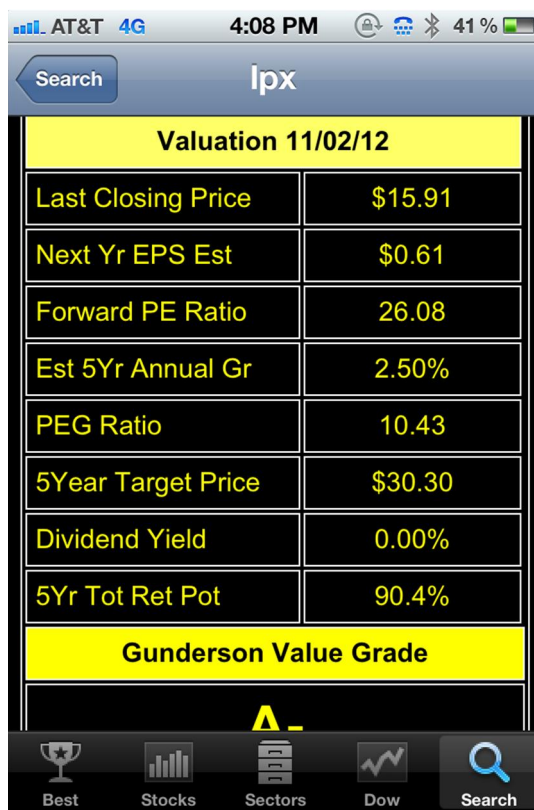 AT&T 4G 4:08 PM 41 %
Search lpx
Valuation 11/02/12
Last Closing Price $15.91
Next Yr EPS Est $0.61
Forward PE Ratio 26.08
Est 5Yr Annual Gr 2.50%
PEG Ratio 10.43
5Year Target Price $30.30
Dividend Yield 0.00%
5Yr Tot Ret Pot 90.4%
Gunderson Value Grade
A-
Best Stocks Sectors Dow Search